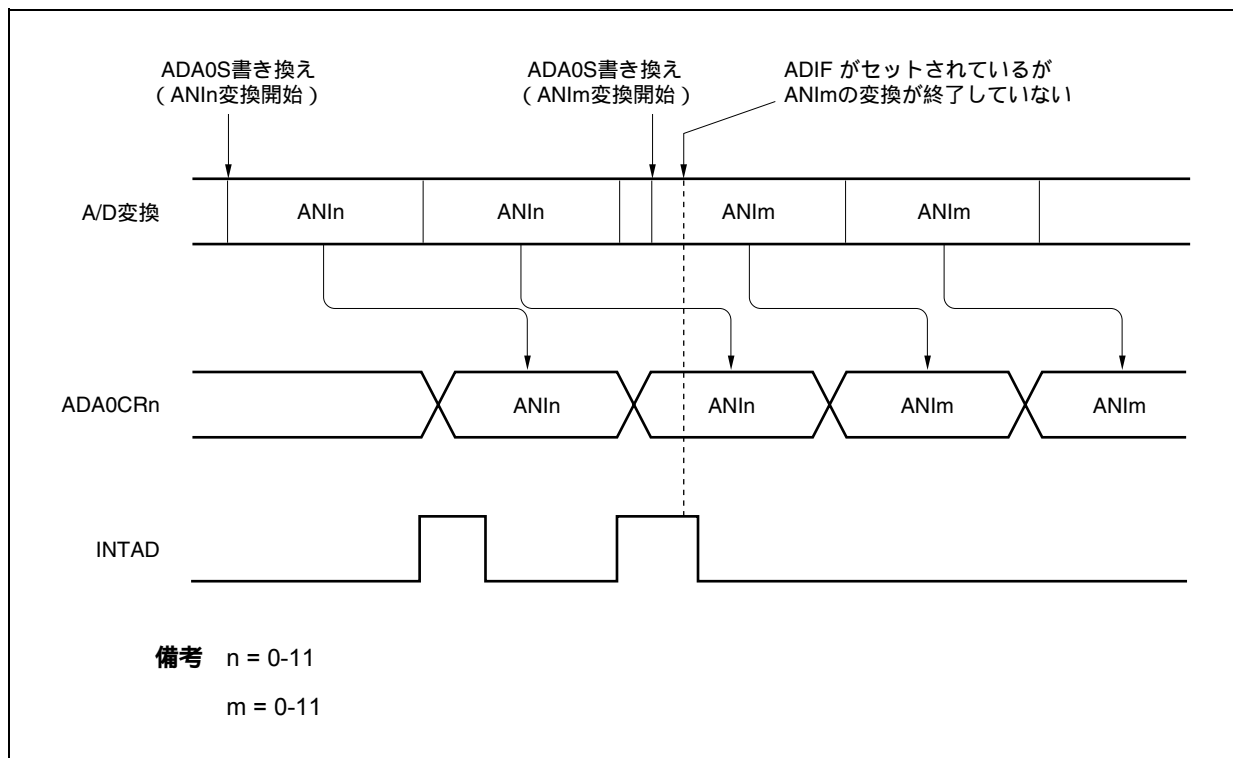 ADA0S書き換え
（ANIn変換開始）
ADA0S書き換え
（ANIm変換開始）
ADIF がセットされているが
ANImの変換が終了していない
A/D変換
ANIn
ANIn
ANIm
ANIm
ADA0CRn
ANIn
ANIn
ANIm
ANIm
INTAD
備考 n = 0-11
m = 0-11